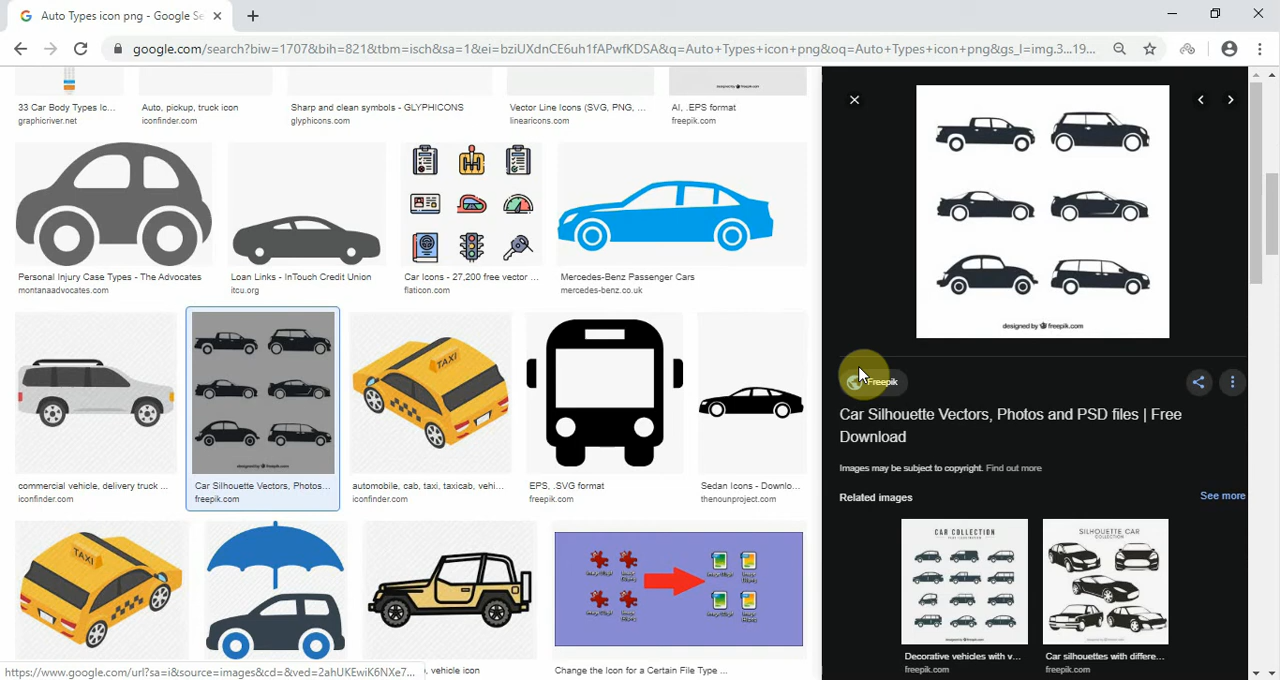 Auto Types icon png - Google Se
google.com/search?biw=1707&bih=821&tbm=isch&sa=1&ei=bziUXdnCE6uh1fAPwfKDSA&q=Auto+Types+icon+png&oq=Auto+Types+icon+png&gs_l=img.3...19...
33 Car Body Types Ic...
graphicriver.net
Auto, pickup, truck icon
iconfinder.com
Sharp and clean symbols - GLYPHICONS
glyphicons.com
Vector Line Icons (SVG, PNG, ...
linearicons.com
AI, .EPS format
freepik.com
Personal Injury Case Types - The Advocates
montanaadvocates.com
Loan Links - InTouch Credit Union
itcu.org
Car Icons - 27,200 free vector ...
flaticon.com
Mercedes-Benz Passenger Cars
mercedes-benz.co.uk
commercial vehicle, delivery truck ...
iconfinder.com
Car Silhouette Vectors, Photos...
freepik.com
TAXI
automobile, cab, taxi, taxicab, vehi...
iconfinder.com
EPS, .SVG format
freepik.com
Sedan Icons - Downlo...
thenounproject.com
TAXI
, vehicle icon
Change the Icon for a Certain File Type ...
https://www.google.com/url?sa=i&source=images&cd=&ved=2ahUKEwiK6NXe7...
designed by freepik.com
Freepik
Car Silhouette Vectors, Photos and PSD files | Free
Download
Images may be subject to copyright. Find out more
Related images
See more
CAR COLLECTION
SILHOUETTE CAR
COLLECTION
Decorative vehicles with v...
freepik.com
Car silhouettes with differe...
freepik.com